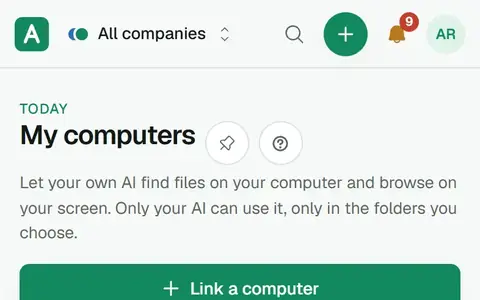 A
All companies
9
AR
TODAY
My computers
Let your own AI find files on your computer and browse on
your screen. Only your AI can use it, only in the folders you
choose.
Link a computer